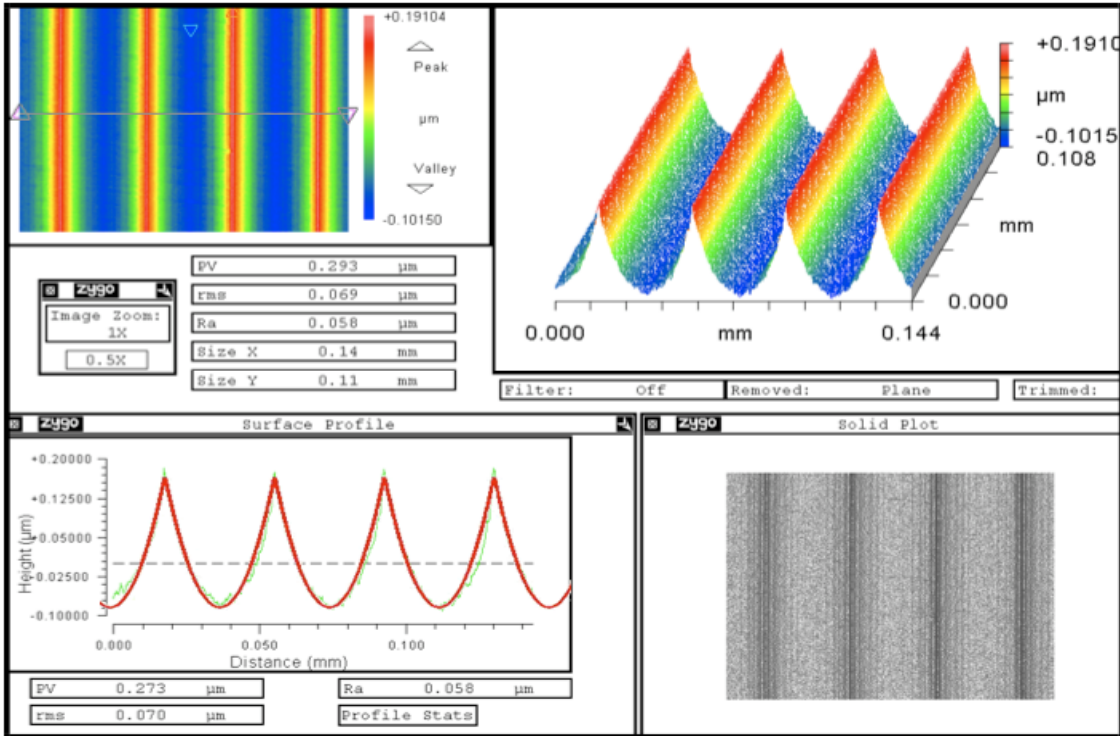 +0.19104
Peak
µm
Valley
-0.10150
+0.1910
µm
-0.1015
0.108
mm
0.000
0.000
mm
0.144
PV 0.293 µm
rms 0.069 µm
Ra 0.058 µm
Size X 0.14 mm
Size Y 0.11 mm
zygo
Image Zoom:
1X
0.5X
Filter: Off
Removed: Plane
Trimmed:
zygo Surface Profile
+0.20000
+0.12500
+0.05000
-0.02500
-0.10000
Height (µm)
0.000
0.050
0.100
Distance (mm)
PV 0.273 µm
Ra 0.058 µm
rms 0.070 µm
Profile Stats
zygo Solid Plot